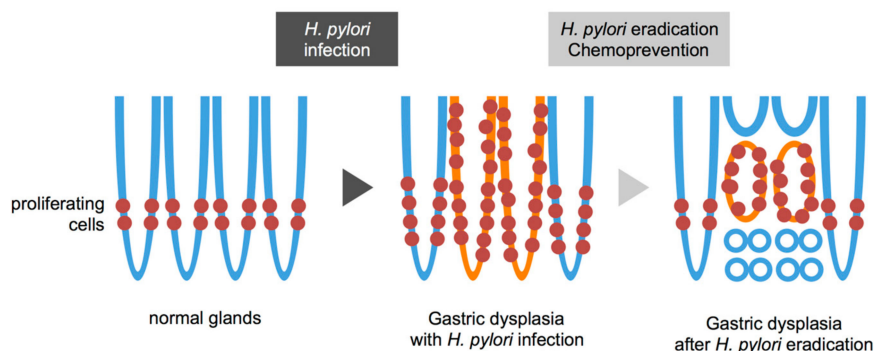 H. pylori
infection
H. pylori eradication
Chemoprevention
proliferating
cells
normal glands
Gastric dysplasia
with H. pylori infection
Gastric dysplasia
after H. pylori eradication